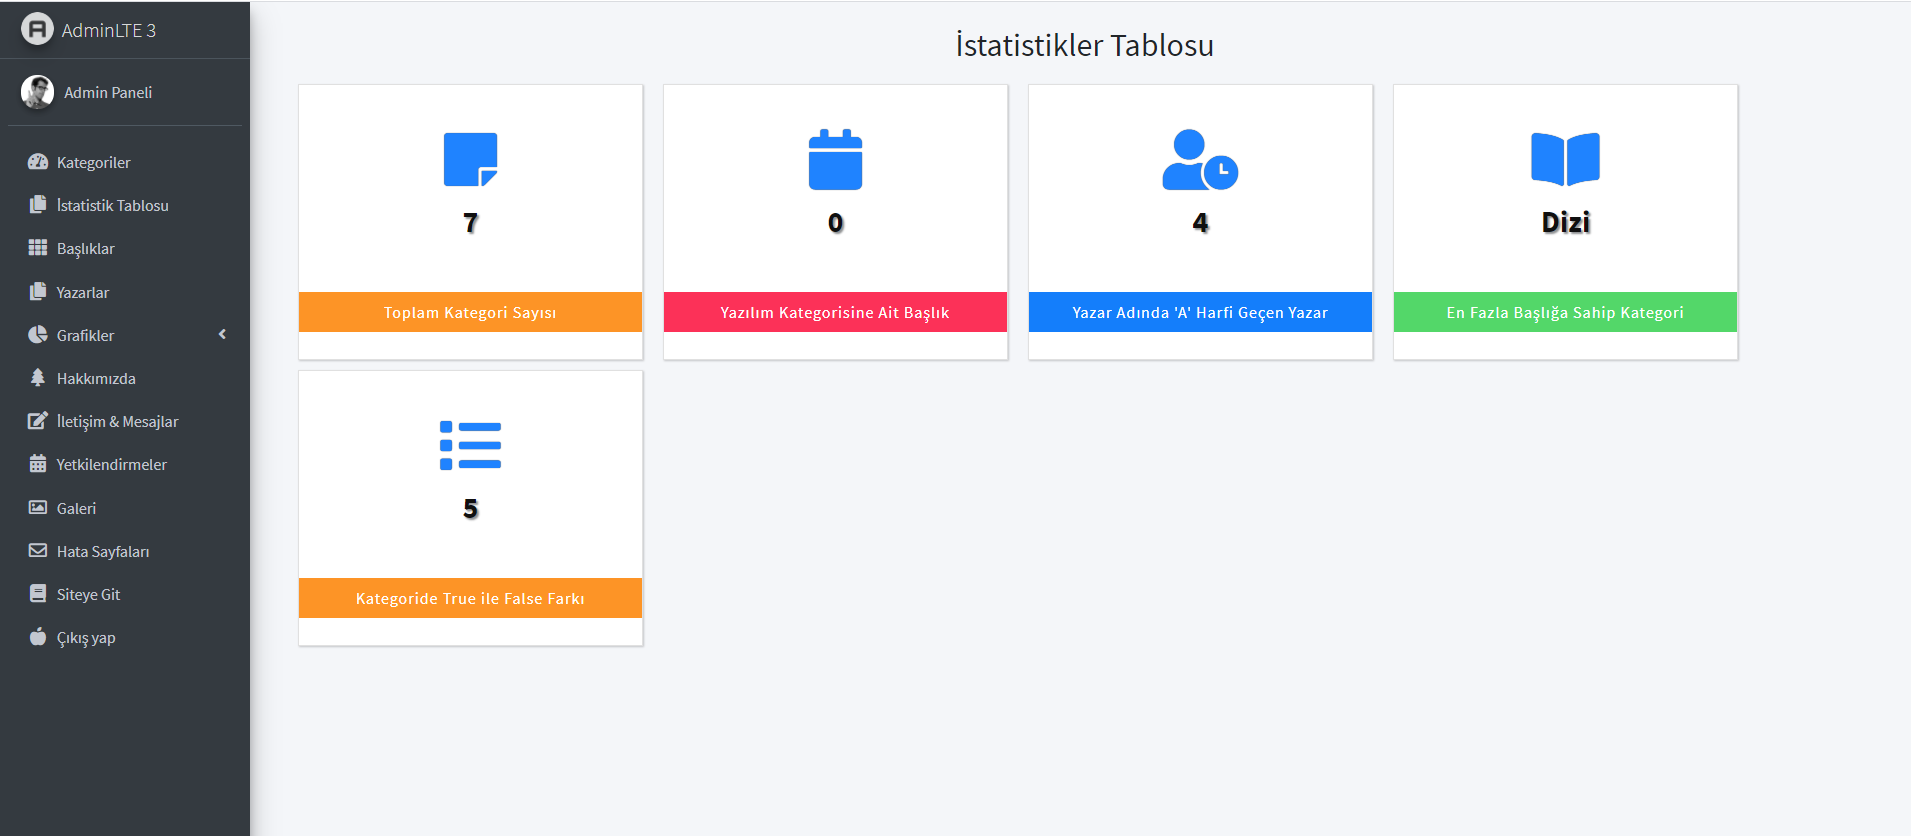 AdminLTE 3
Admin Paneli
Kategoriler
İstatistik Tablosu
Başlıklar
Yazarlar
Grafikler
Hakkımızda
İletişim & Mesajlar
Yetkilendirmeler
Galeri
Hata Sayfaları
Siteye Git
Çıkış yap
İstatistikler Tablosu
7
Toplam Kategori Sayısı
0
Yazılım Kategorisine Ait Başlık
4
Yazar Adında 'A' Harfi Geçen Yazar
Dizi
En Fazla Başlığa Sahip Kategori
5
Kategoride True ile False Farkı